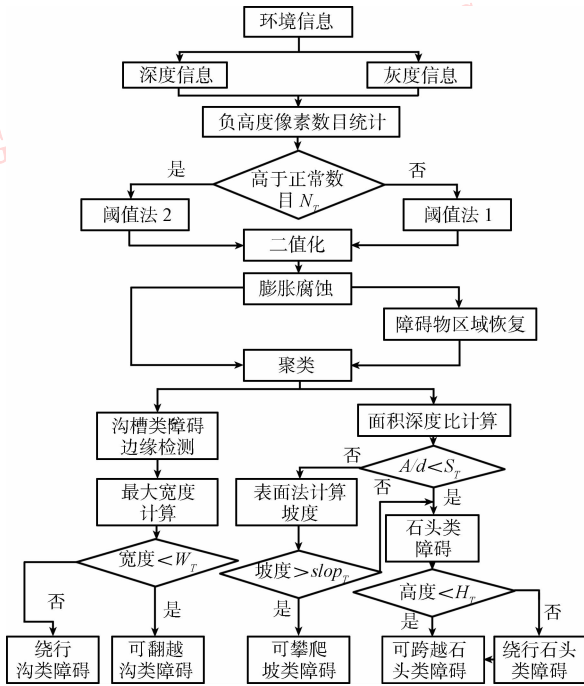 环境信息
深度信息
灰度信息
负高度像素数目统计
是
高于正常数
目 N_T
否
阈值法 2
阈值法 1
二值化
膨胀腐蚀
障碍物区域恢复
聚类
沟槽类障碍
边缘检测
面积深度比计算
否
A/d<S_T
最大宽度
计算
表面法计算
坡度
否
是
石头类
障碍
宽度<W_T
坡度>slop_T
高度<H_T
否
是
是
是
否
绕行
沟类障碍
可翻越
沟类障碍
可攀爬
坡类障碍
可跨越石
头类障碍
绕行石头
类障碍